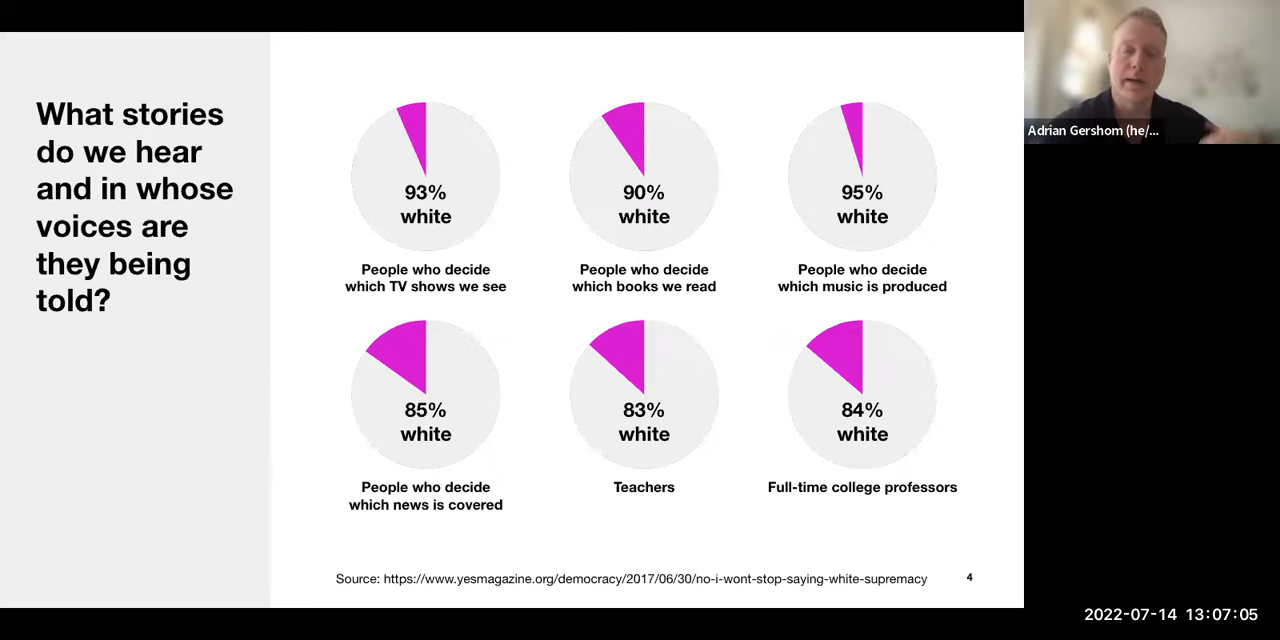 What stories
do we hear
and in whose
voices are
they being
told?
93%
white
People who decide
which TV shows we see
90%
white
People who decide
which books we read
95%
white
People who decide
which music is produced
85%
white
People who decide
which news is covered
83%
white
Teachers
84%
white
Full-time college professors
Source: https://www.yesmagazine.org/democracy/2017/06/30/no-i-wont-stop-saying-white-supremacy
4
Adrian Gershom (he/...
2022-07-14 13:07:05